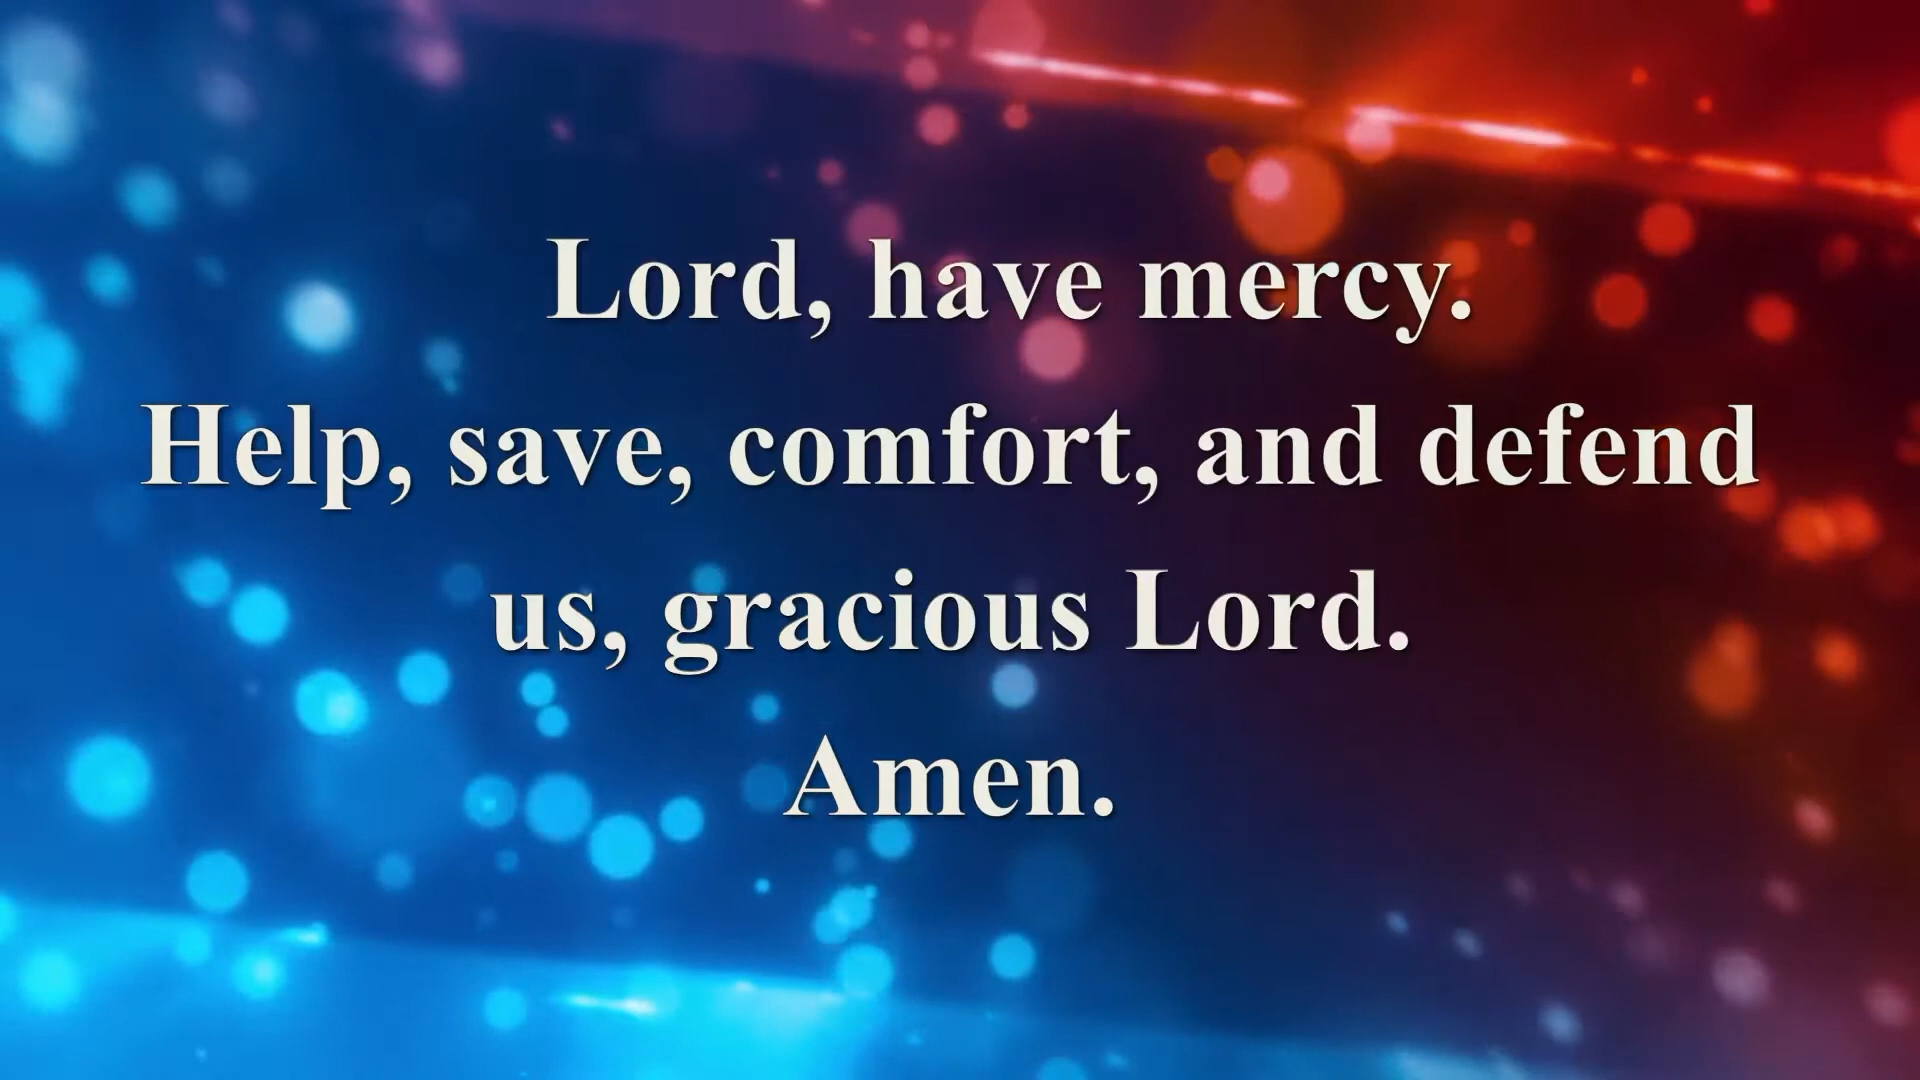 Lord, have mercy.
Help, save, comfort, and defend
us, gracious Lord.
Amen.